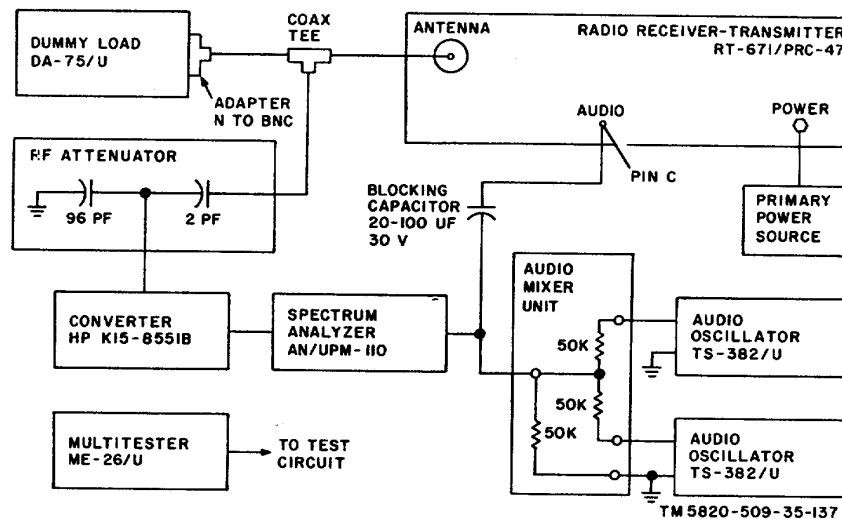 DUMMY LOAD
DA-75/U
COAX
TEE
ANTENNA
RADIO RECEIVER-TRANSMITTER
RT-671/PRC-47
ADAPTER
N TO BNC
AUDIO
POWER
PIN C
RF ATTENUATOR
96 PF
2 PF
BLOCKING
CAPACITOR
20-100 UF
30 V
PRIMARY
POWER
SOURCE
CONVERTER
HP K15-8551B
SPECTRUM
ANALYZER
AN/UPM-110
AUDIO
MIXER
UNIT
50K
50K
50K
AUDIO
OSCILLATOR
TS-382/U
AUDIO
OSCILLATOR
TS-382/U
MULTITESTER
ME-26/U
TO TEST
CIRCUIT
TM 5820-509-35-137